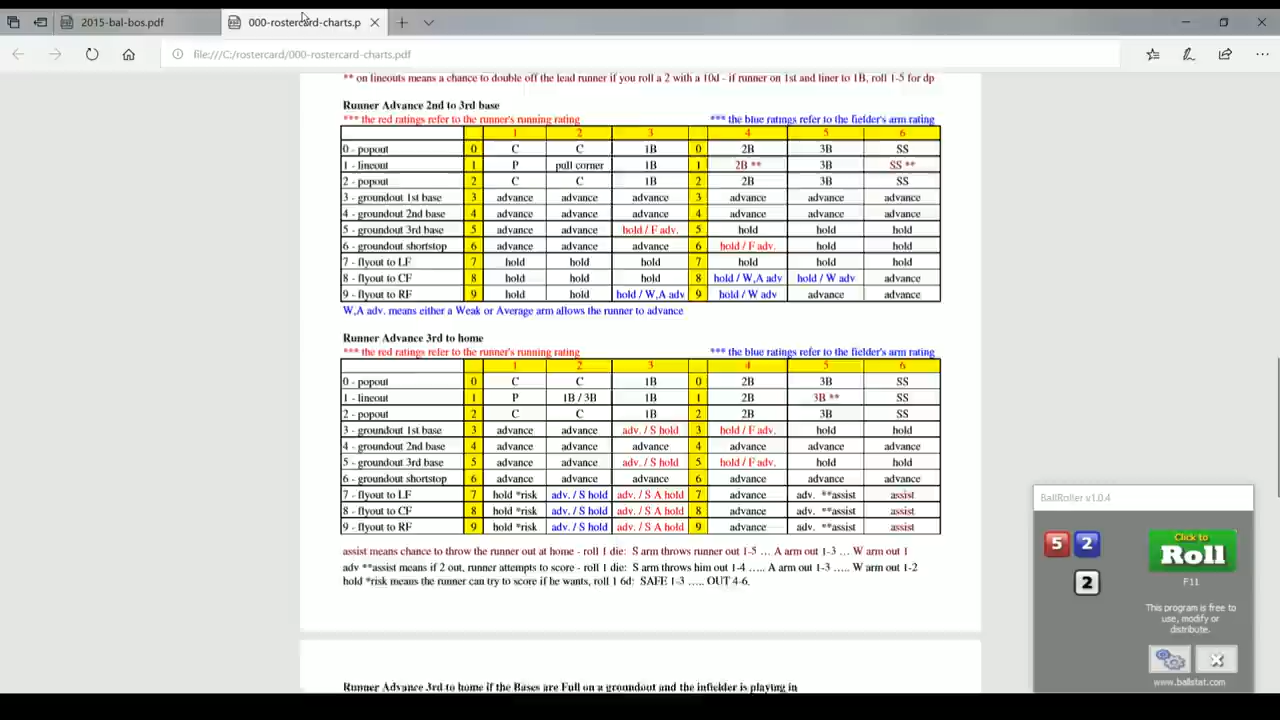 2015-bal-bos.pdf
000-rostercard-charts.p
file:///C:/rostercard/000-rostercard-charts.pdf
** on lineouts means a chance to double off the lead runner if you roll a 2 with a 10d - if runner on 1st and liner to 1B, roll 1-5 for dp
Runner Advance 2nd to 3rd base
*** the red ratings refer to the runner's running rating *** the blue ratings refer to the fielder's arm rating
1 2 3 4 5 6
0 - popout 0 C C 1B 0 2B 3B SS
1 - lineout 1 P pull corner 1B 1 2B ** 3B SS **
2 - popout 2 C C 1B 2 2B 3B SS
3 - groundout 1st base 3 advance advance advance 3 advance advance advance
4 - groundout 2nd base 4 advance advance advance 4 advance advance advance
5 - groundout 3rd base 5 advance advance hold / F adv. 5 hold hold hold
6 - groundout shortstop 6 advance advance advance 6 hold / F adv. hold hold
7 - flyout to LF 7 hold hold hold 7 hold hold hold
8 - flyout to CF 8 hold hold hold 8 hold / W,A adv hold / W adv advance
9 - flyout to RF 9 hold hold hold / W,A adv 9 hold / W adv advance advance
W,A adv. means either a Weak or Average arm allows the runner to advance
Runner Advance 3rd to home
*** the red ratings refer to the runner's running rating *** the blue ratings refer to the fielder's arm rating
1 2 3 4 5 6
0 - popout 0 C C 1B 0 2B 3B SS
1 - lineout 1 P 1B / 3B 1B 1 2B 3B ** SS
2 - popout 2 C C 1B 2 2B 3B SS
3 - groundout 1st base 3 advance advance adv. / S hold 3 hold / F adv. hold hold
4 - groundout 2nd base 4 advance advance advance 4 advance advance advance
5 - groundout 3rd base 5 advance advance adv. / S hold 5 hold / F adv. hold hold
6 - groundout shortstop 6 advance advance advance 6 advance advance advance
7 - flyout to LF 7 hold *risk adv. / S hold adv. / S A hold 7 advance adv. **assist assist
8 - flyout to CF 8 hold *risk adv. / S hold adv. / S A hold 8 advance adv. **assist assist
9 - flyout to RF 9 hold *risk adv. / S hold adv. / S A hold 9 advance adv. **assist assist
assist means chance to throw the runner out at home - roll 1 die: S arm throws runner out 1-5 ... A arm out 1-3 ... W arm out 1
adv **assist means if 2 out, runner attempts to score - roll 1 die: S arm throws him out 1-4 ..... A arm out 1-3 ..... W arm out 1-2
hold *risk means the runner can try to score if he wants, roll 1 6d: SAFE 1-3 ..... OUT 4-6.
Runner Advance 3rd to home if the Bases are Full on a groundout and the infielder is playing in
BallRoller v1.0.4
5 2
2
Click to
Roll
F11
This program is free to
use, modify or
distribute.
www.ballstat.com